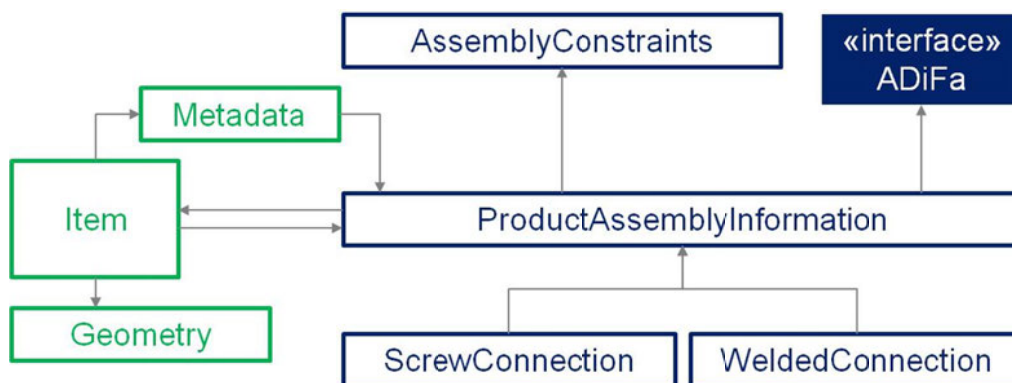 AssemblyConstraints
«interface»
ADiFa
Metadata
Item
ProductAssemblyInformation
Geometry
ScrewConnection
WeldedConnection